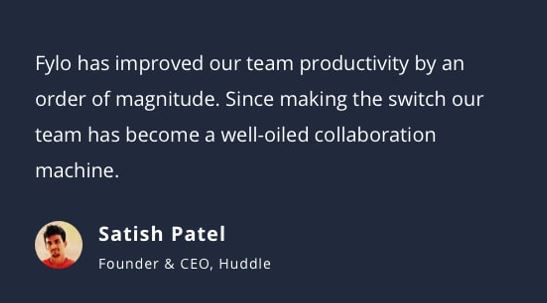 Fylo has improved our team productivity by an
order of magnitude. Since making the switch our
team has become a well-oiled collaboration
machine.
Satish Patel
Founder & CEO, Huddle